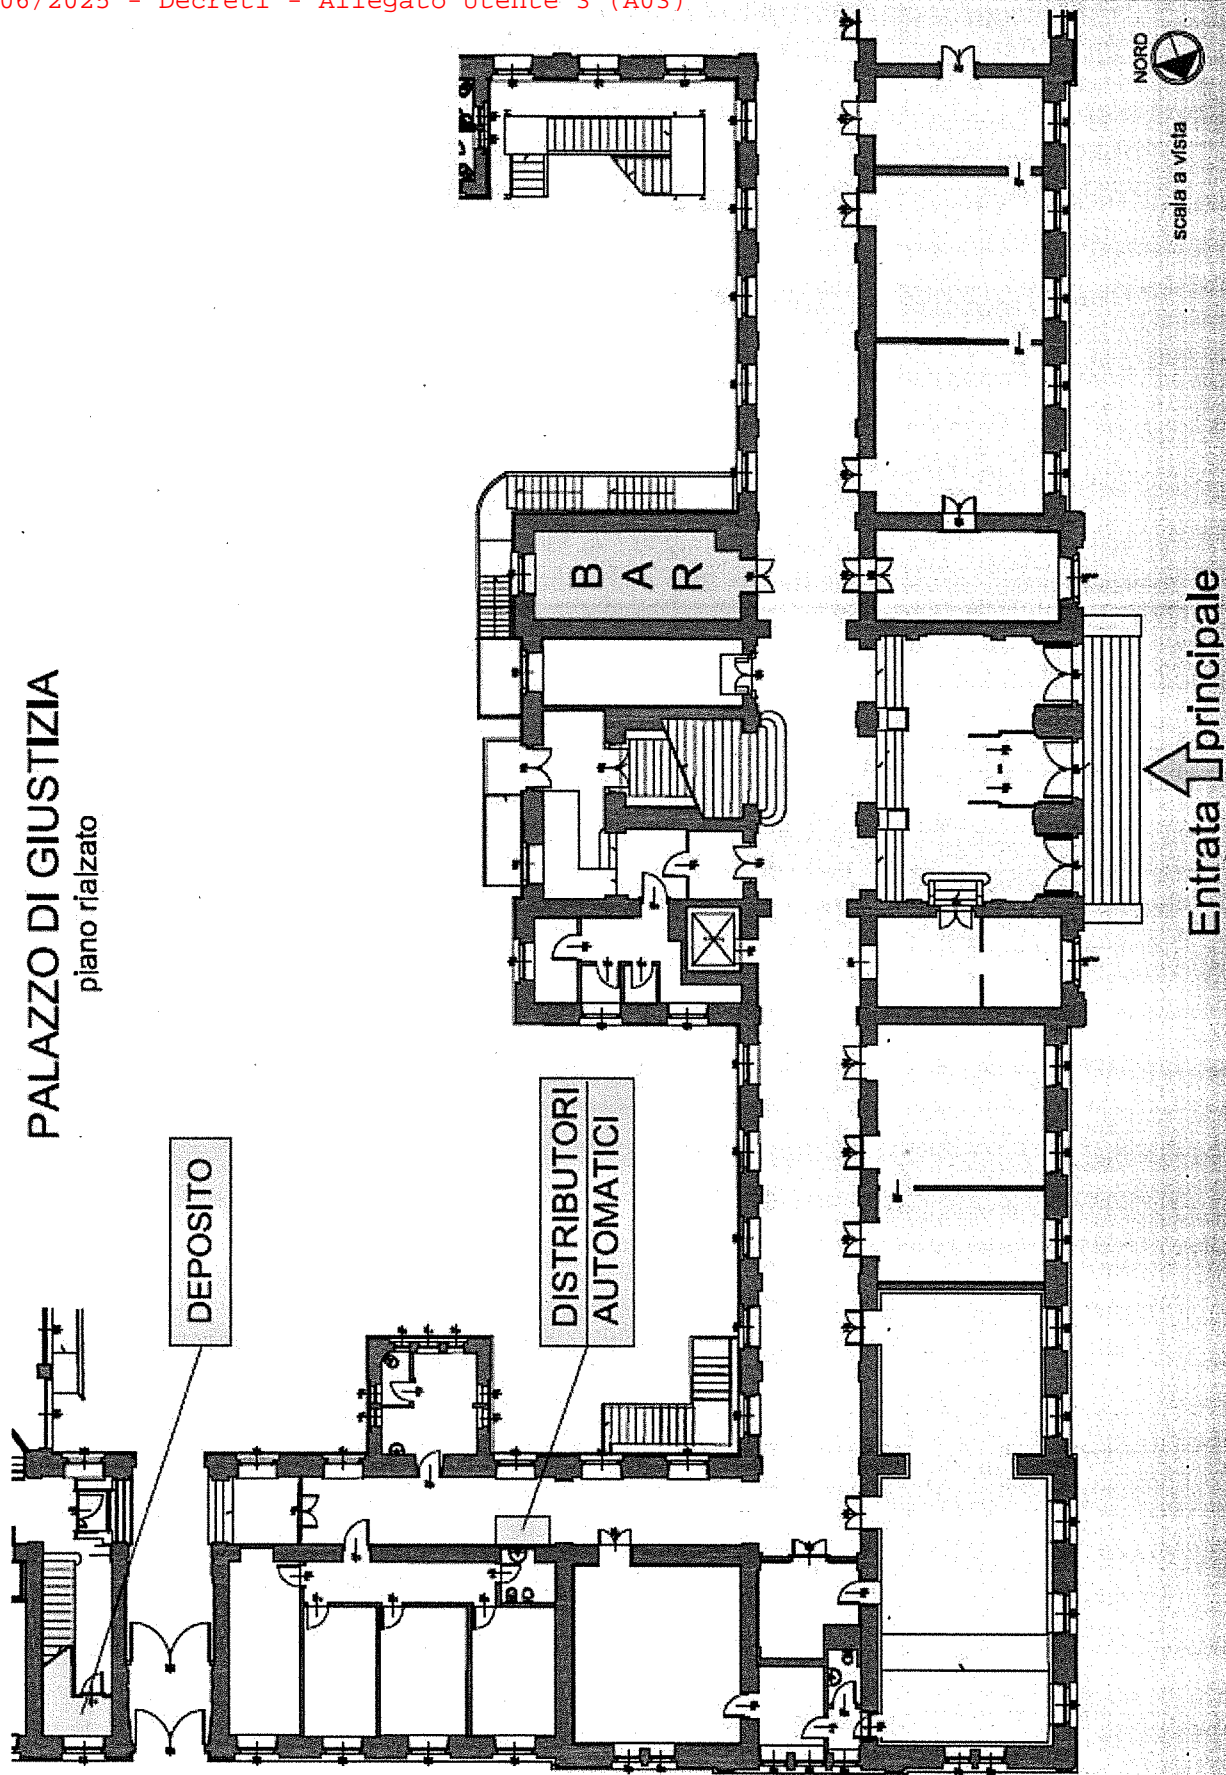 06/2025 - Decreti - Allegato Utente 3 (A03)
PALAZZO DI GIUSTIZIA
piano rialzato
DEPOSITO
DISTRIBUTORI
AUTOMATICI
BAR
Entrata principale
scala a vista
NORD